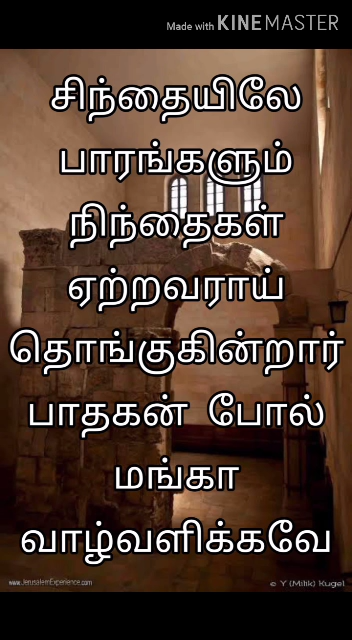 Made with KINEMASTER
சிந்தையிலே
பாரங்களும்
நிந்தைகள்
ஏற்றவராய்
தொங்குகின்றார்
பாதகன் போல்
மங்கா
வாழ்வளிக்கவே
www.JerusalemExperience.com
© Y (Milik) Kugel